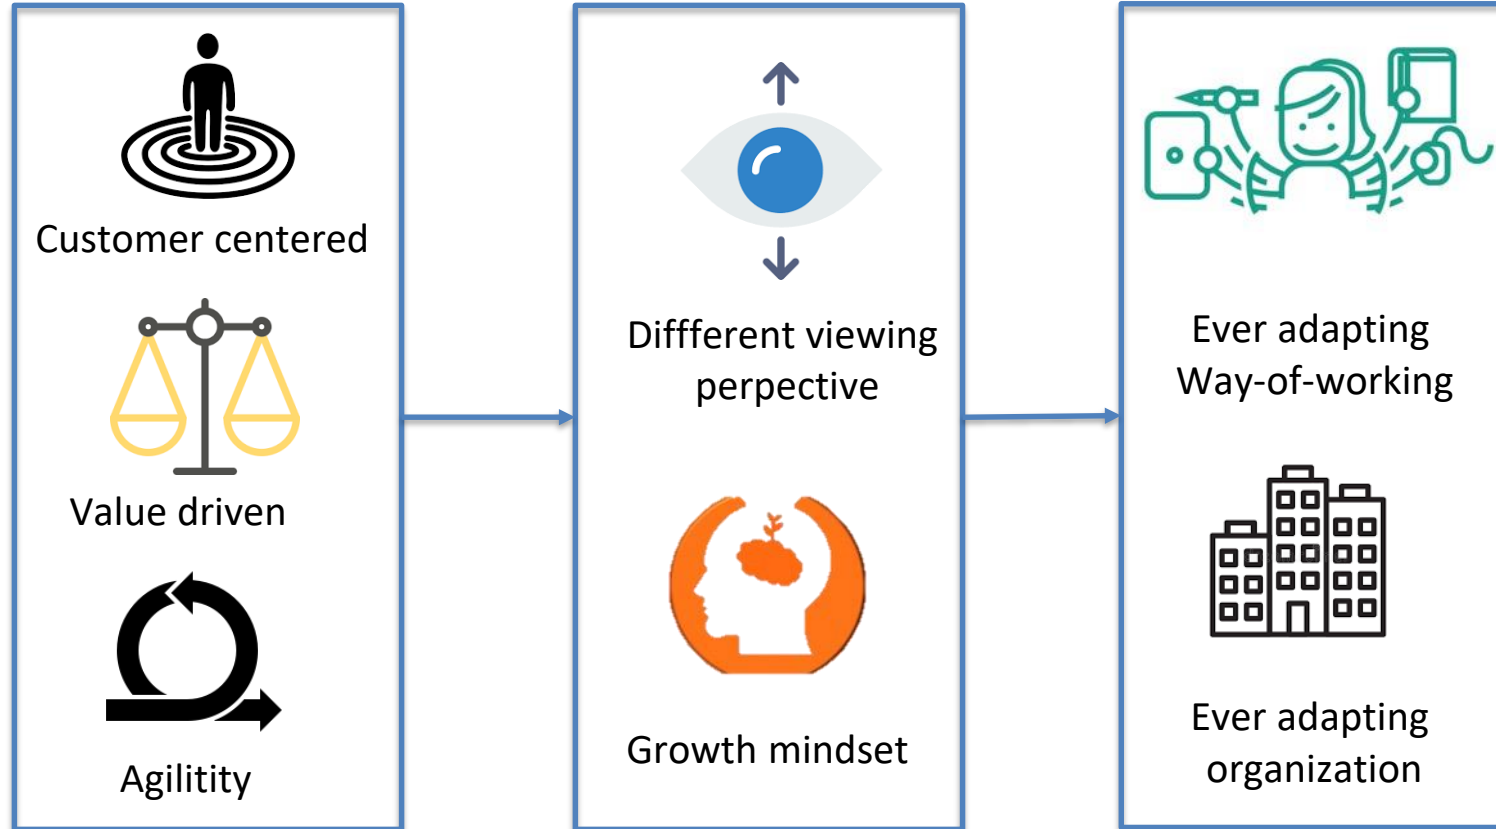 Customer centered
Value driven
Agilitity
Diffferent viewing
perpective
Growth mindset
Ever adapting
Way-of-working
Ever adapting
organization